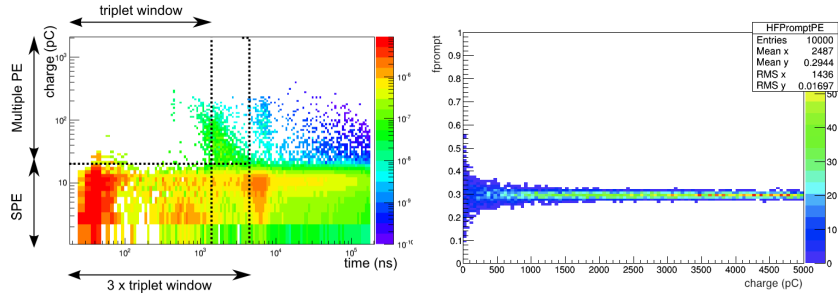 triplet window
Multiple PE
SPE
charge (pC)
10³
10²
10
10² 10³ 10⁴ 10⁵
time (ns)
3 x triplet window
10⁻⁶
10⁻⁶
10⁻⁷
10⁻⁸
10⁻⁹
10⁻¹⁰
HFPromptPE
Entries 10000
Mean x 2487
Mean y 0.2944
RMS x 1436
RMS y 0.01697
fprompt
1
0.9
0.8
0.7
0.6
0.5
0.4
0.3
0.2
0.1
0
0 500 1000 1500 2000 2500 3000 3500 4000 4500 5000
charge (pC)
50
40
30
20
10
0